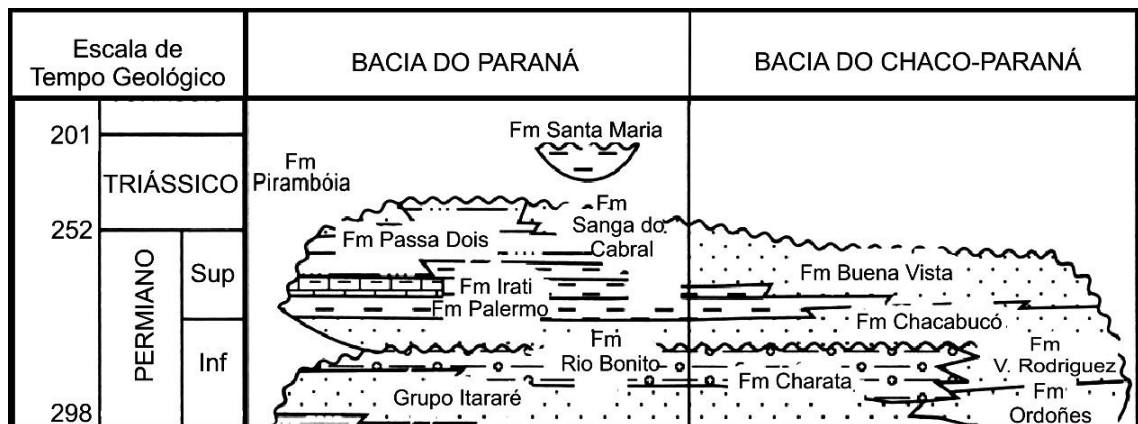 Escala de
Tempo Geológico
BACIA DO PARANÁ
BACIA DO CHACO-PARANÁ
201
TRIÁSSICO
252
PERMIANO
Sup
Inf
298
Fm Santa Maria
Fm
Pirambóia
Fm
Sanga do
Cabral
Fm Passa Dois
Fm Irati
Fm Palermo
Fm
Rio Bonito
Grupo Itararé
Fm Buena Vista
Fm Chacabucó
Fm
V. Rodriguez
Fm Charata
Fm
Ordoñes